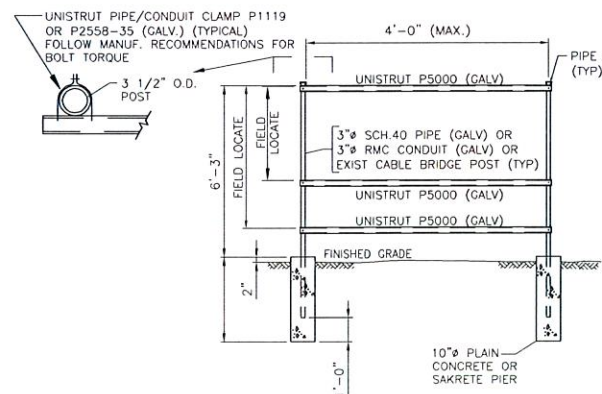 UNISTRUT PIPE/CONDUIT CLAMP P1119
OR P2558-35 (GALV.) (TYPICAL)
FOLLOW MANUF. RECOMMENDATIONS FOR
BOLT TORQUE
3 1/2" O.D.
POST
4'-0" (MAX.)
PIPE
(TYP)
UNISTRUT P5000 (GALV)
6'-3"
FIELD LOCATE
FIELD
LOCATE
3"ø SCH.40 PIPE (GALV) OR
3"ø RMC CONDUIT (GALV) OR
EXIST CABLE BRIDGE POST (TYP)
UNISTRUT P5000 (GALV)
UNISTRUT P5000 (GALV)
FINISHED GRADE
2"
'-0"
10"ø PLAIN
CONCRETE OR
SAKRETE PIER